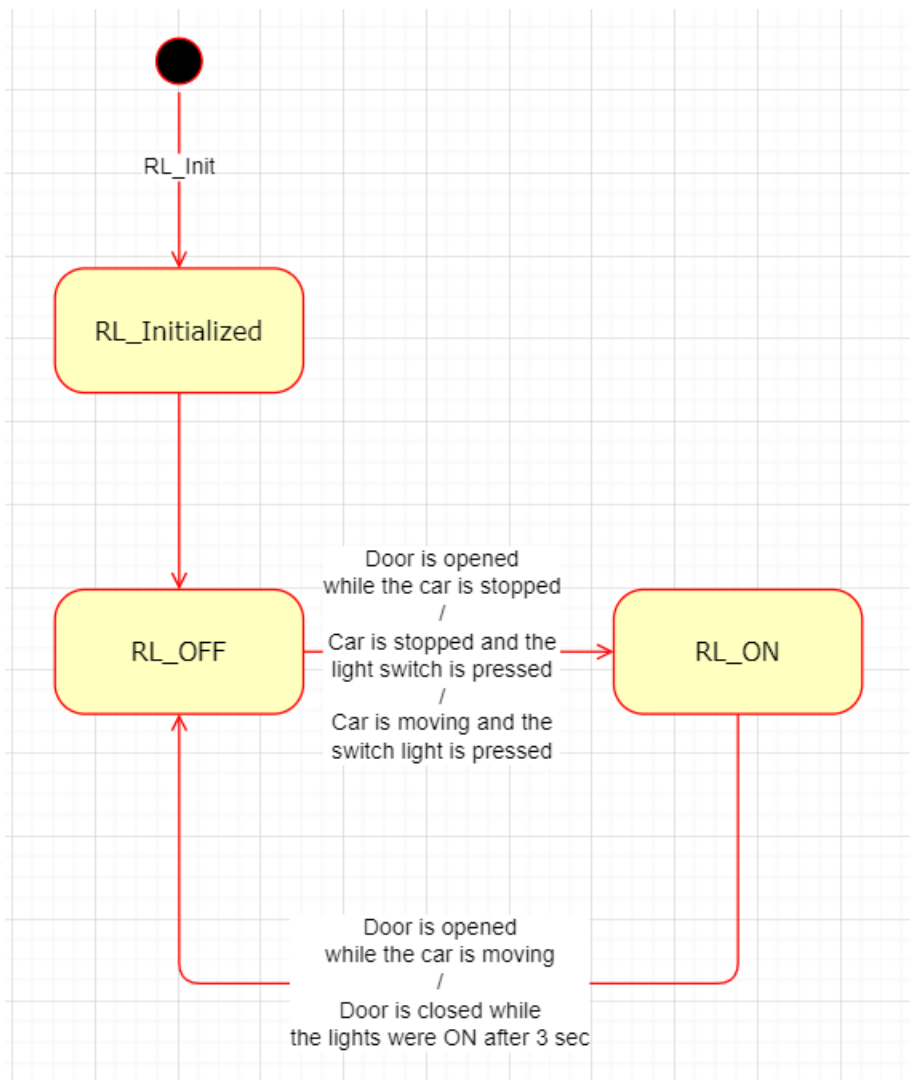 RL_Init
RL_Initialized
Door is opened
while the car is stopped
/
Car is stopped and the
light switch is pressed
/
Car is moving and the
switch light is pressed
RL_OFF
RL_ON
Door is opened
while the car is moving
/
Door is closed while
the lights were ON after 3 sec